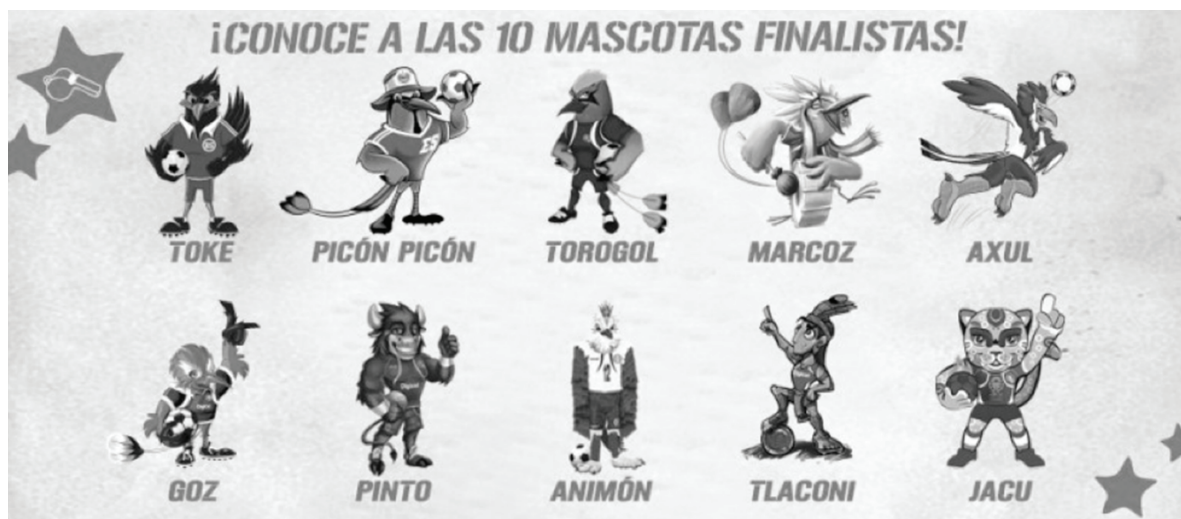 ¡CONOCE A LAS 10 MASCOTAS FINALISTAS!
TOKE PICÓN PICÓN TOROGOL MARCOZ AXUL
GOZ PINTO ANIMÓN TLACONI JACU